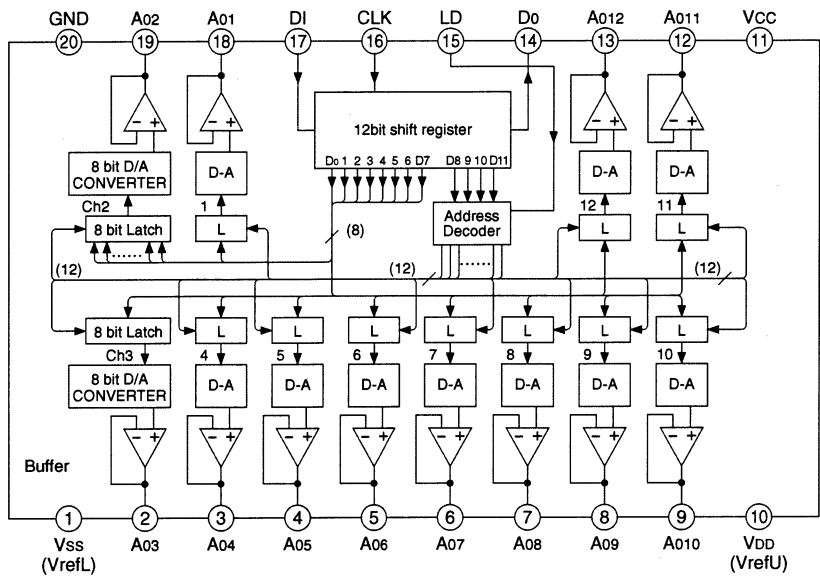 GND A02 A01 DI CLK LD D0 A012 A011 VCC
20 19 18 17 16 15 14 13 12 11
− + − + − + − +
12bit shift register
8 bit D/A CONVERTER
D-A
D-A
D-A
D0 1 2 3 4 5 6 D7 D8 9 10 D11
Ch2 1 12 11
8 bit Latch L
Address Decoder
L L
(8)
(12) (12) (12)
8 bit Latch L L L L L L L
Ch3 4 5 6 7 8 9 10
8 bit D/A CONVERTER
D-A D-A D-A D-A D-A D-A D-A
− + − + − + − + − + − + − + − +
Buffer
1 2 3 4 5 6 7 8 9 10
VSS (VrefL) A03 A04 A05 A06 A07 A08 A09 A010 VDD (VrefU)